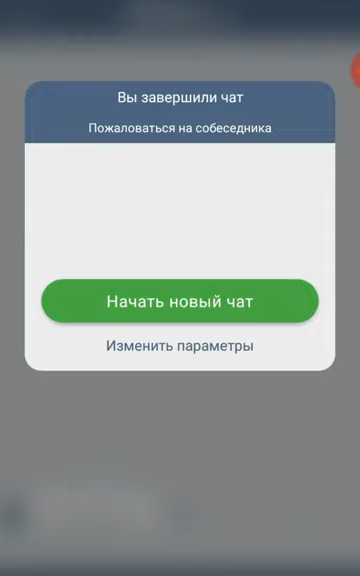 Вы завершили чат
Пожаловаться на собеседника
Начать новый чат
Изменить параметры